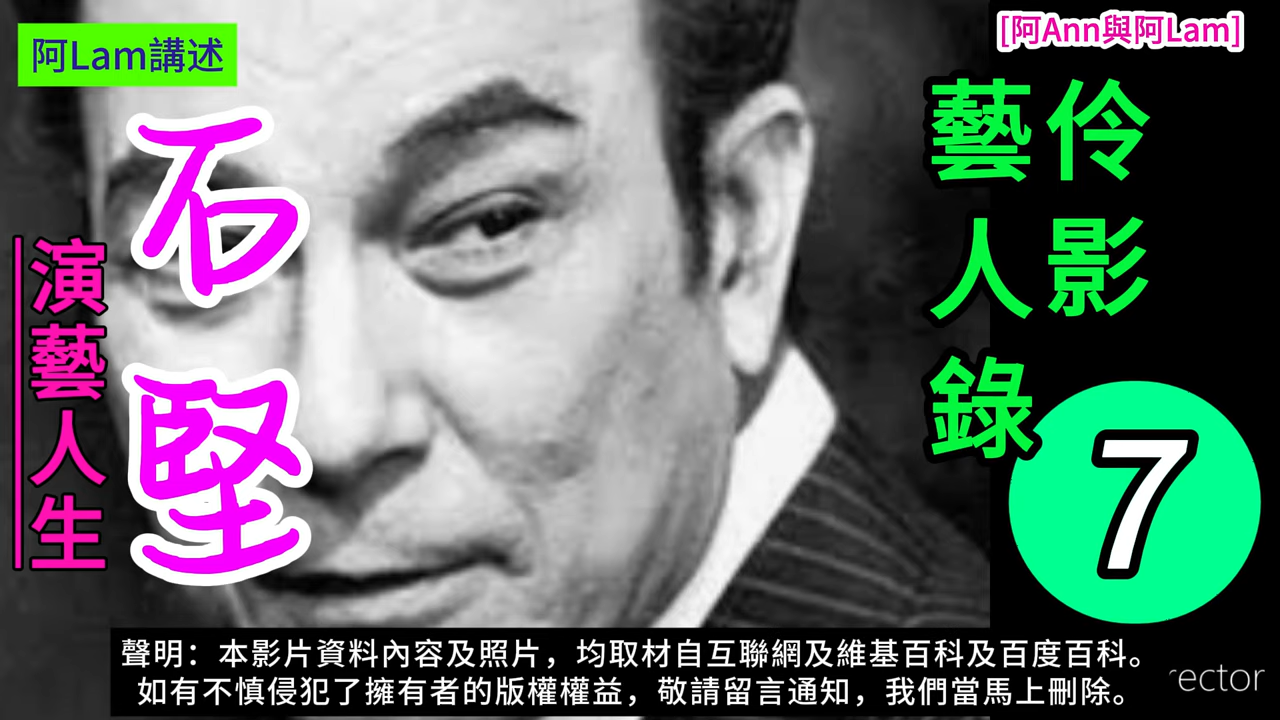 阿Lam講述
[阿Ann與阿Lam]
伶影
藝人錄
7
石堅
演藝人生
聲明：本影片資料內容及照片，均取材自互聯網及維基百科及百度百科。
如有不慎侵犯了擁有者的版權權益，敬請留言通知，我們當馬上刪除。
rector